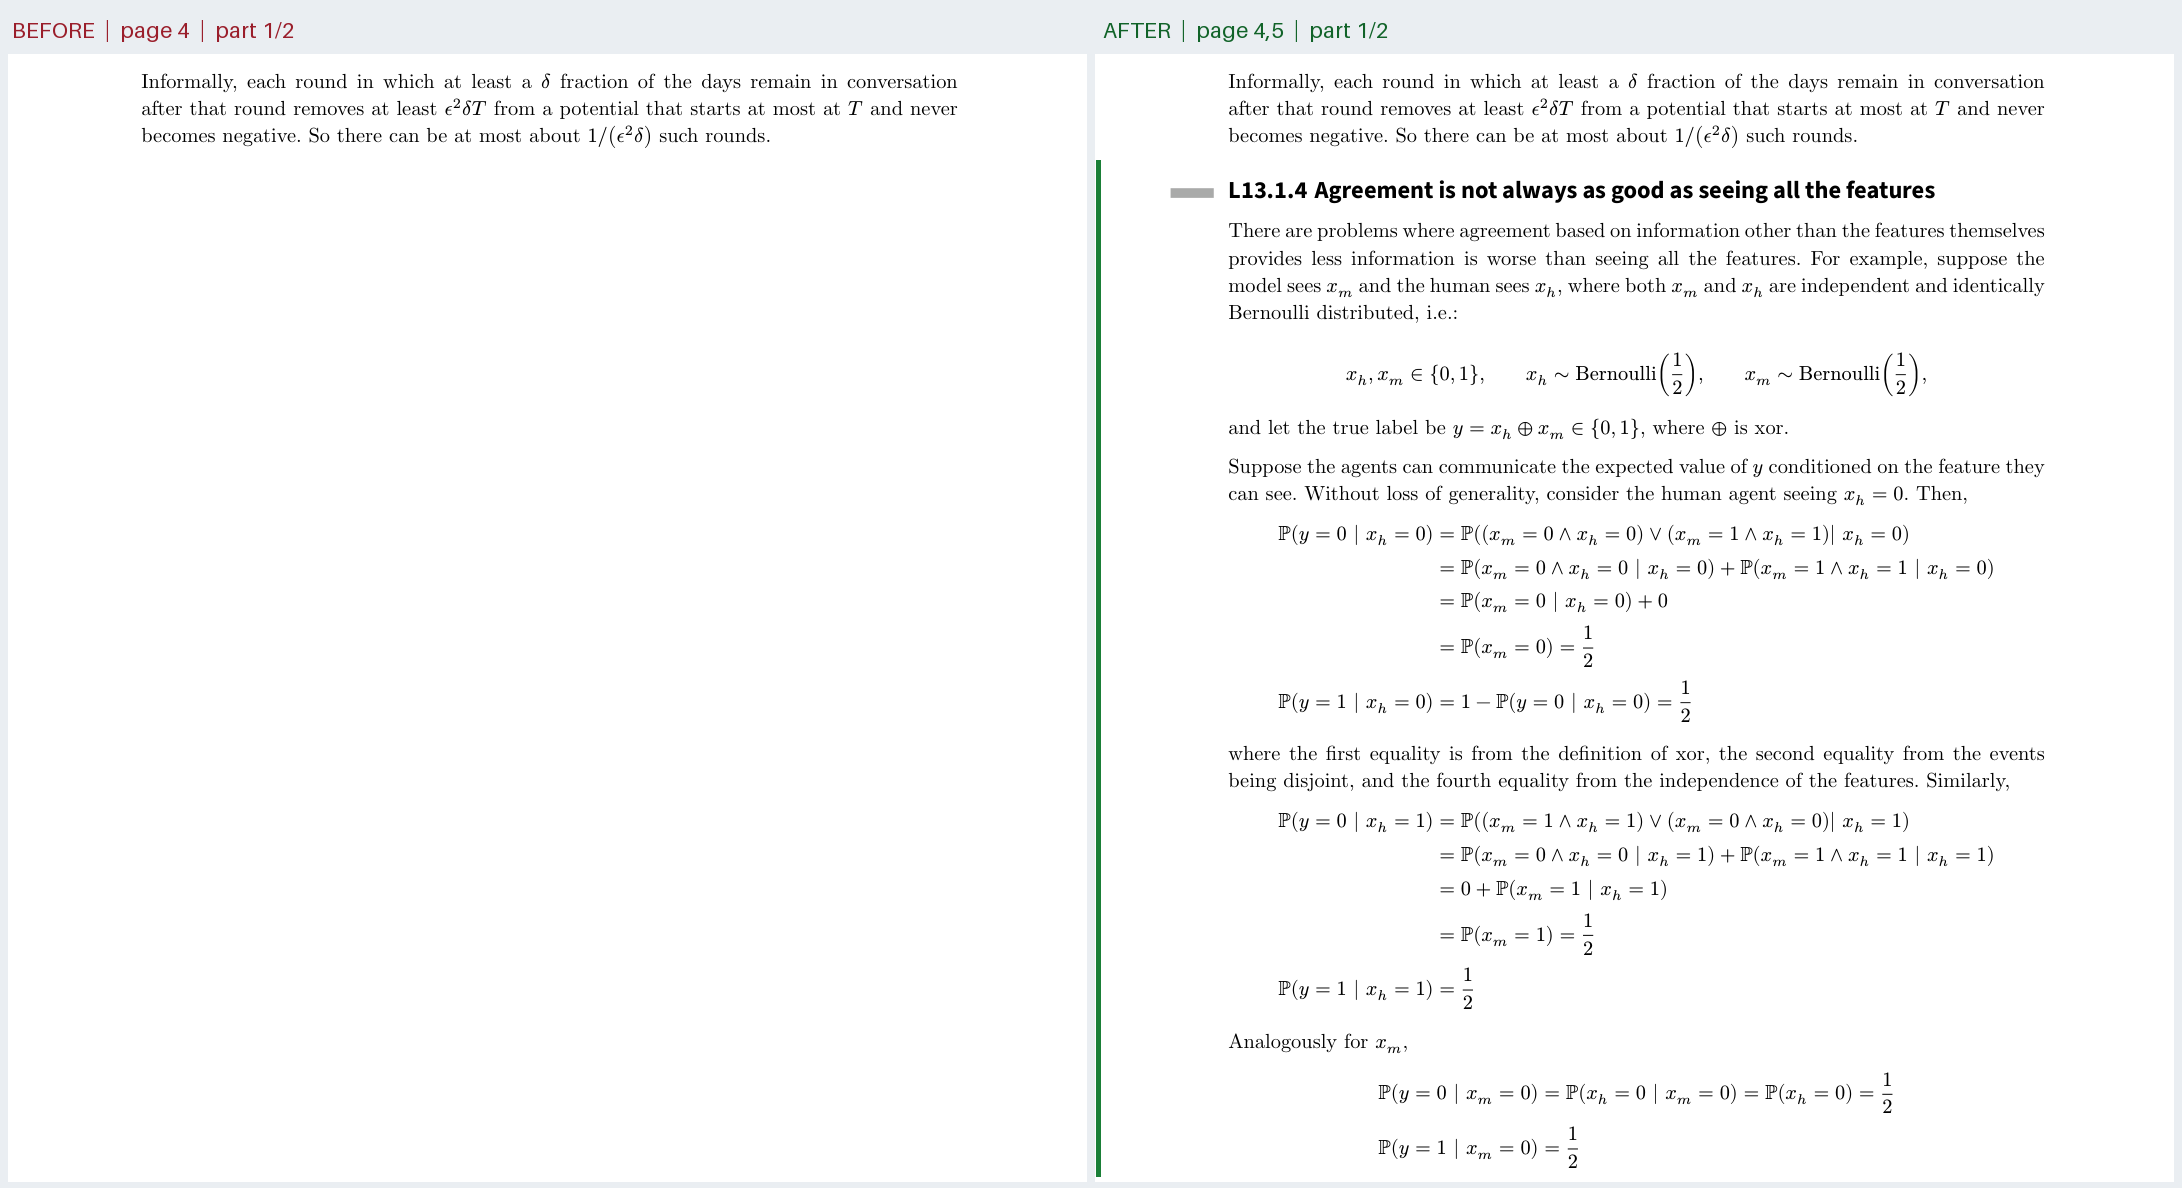 BEFORE | page 4 | part 1/2
Informally, each round in which at least a δ fraction of the days remain in conversation
after that round removes at least ϵ²δT from a potential that starts at most at T and never
becomes negative. So there can be at most about 1/(ϵ²δ) such rounds.
AFTER | page 4,5 | part 1/2
Informally, each round in which at least a δ fraction of the days remain in conversation
after that round removes at least ϵ²δT from a potential that starts at most at T and never
becomes negative. So there can be at most about 1/(ϵ²δ) such rounds.
L13.1.4 Agreement is not always as good as seeing all the features
There are problems where agreement based on information other than the features themselves
provides less information is worse than seeing all the features. For example, suppose the
model sees x_m and the human sees x_h, where both x_m and x_h are independent and identically
Bernoulli distributed, i.e.:
x_h, x_m ∈ {0, 1}, x_h ∼ Bernoulli(1/2), x_m ∼ Bernoulli(1/2),
and let the true label be y = x_h ⊕ x_m ∈ {0, 1}, where ⊕ is xor.
Suppose the agents can communicate the expected value of y conditioned on the feature they
can see. Without loss of generality, consider the human agent seeing x_h = 0. Then,
ℙ(y = 0 | x_h = 0) = ℙ((x_m = 0 ∧ x_h = 0) ∨ (x_m = 1 ∧ x_h = 1)| x_h = 0)
= ℙ(x_m = 0 ∧ x_h = 0 | x_h = 0) + ℙ(x_m = 1 ∧ x_h = 1 | x_h = 0)
= ℙ(x_m = 0 | x_h = 0) + 0
= ℙ(x_m = 0) = 1/2
ℙ(y = 1 | x_h = 0) = 1 − ℙ(y = 0 | x_h = 0) = 1/2
where the first equality is from the definition of xor, the second equality from the events
being disjoint, and the fourth equality from the independence of the features. Similarly,
ℙ(y = 0 | x_h = 1) = ℙ((x_m = 1 ∧ x_h = 1) ∨ (x_m = 0 ∧ x_h = 0)| x_h = 1)
= ℙ(x_m = 0 ∧ x_h = 0 | x_h = 1) + ℙ(x_m = 1 ∧ x_h = 1 | x_h = 1)
= 0 + ℙ(x_m = 1 | x_h = 1)
= ℙ(x_m = 1) = 1/2
ℙ(y = 1 | x_h = 1) = 1/2
Analogously for x_m,
ℙ(y = 0 | x_m = 0) = ℙ(x_h = 0 | x_m = 0) = ℙ(x_h = 0) = 1/2
ℙ(y = 1 | x_m = 0) = 1/2